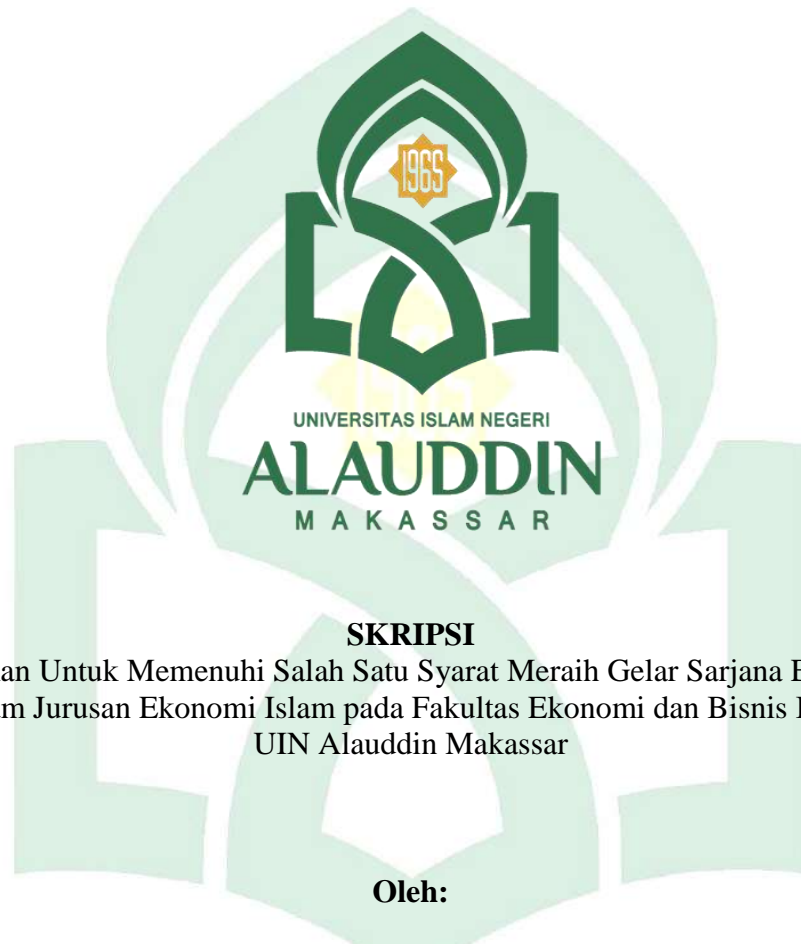 1965
UNIVERSITAS ISLAM NEGERI
ALAUDDIN
MAKASSAR
SKRIPSI
an Untuk Memenuhi Salah Satu Syarat Meraih Gelar Sarjana
m Jurusan Ekonomi Islam pada Fakultas Ekonomi dan Bisnis
UIN Alauddin Makassar
Oleh: